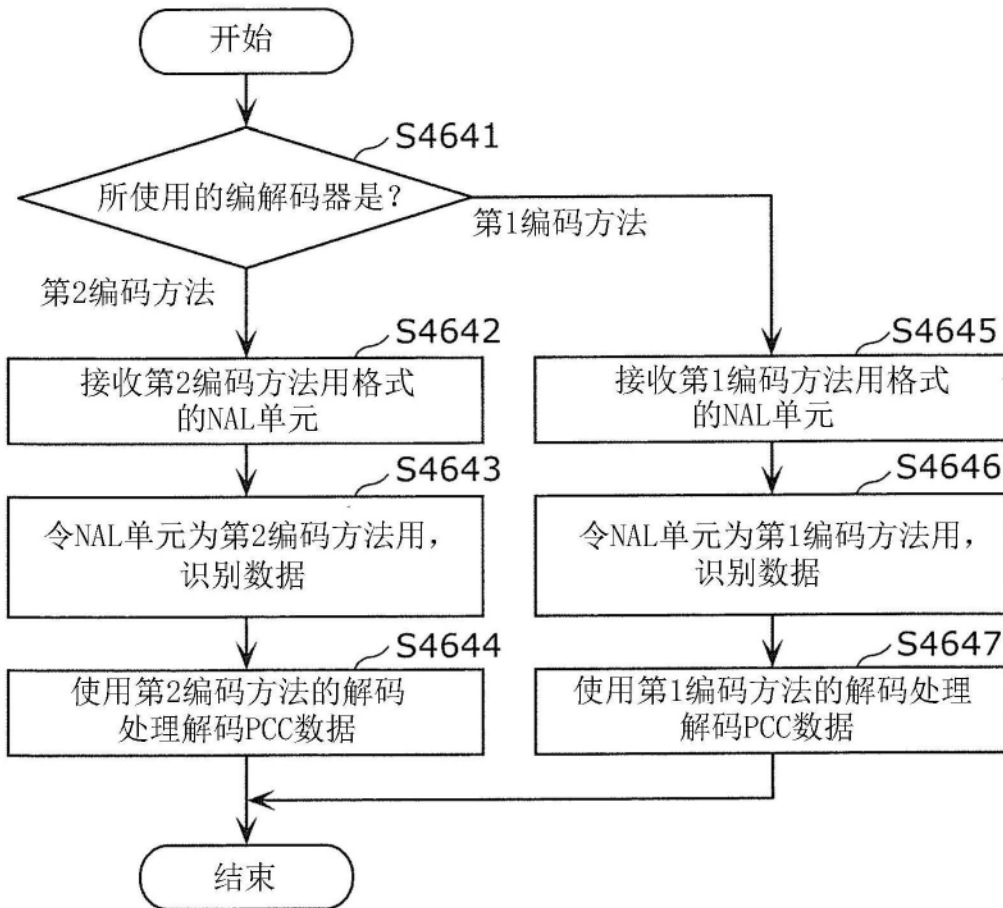 开始
S4641
所使用的编解码器是？
第1编码方法
第2编码方法
S4642
接收第2编码方法用格式
的NAL单元
S4643
令NAL单元为第2编码方法用，
识别数据
S4644
使用第2编码方法的解码
处理解码PCC数据
S4645
接收第1编码方法用格式
的NAL单元
S4646
令NAL单元为第1编码方法用，
识别数据
S4647
使用第1编码方法的解码处理
解码PCC数据
结束